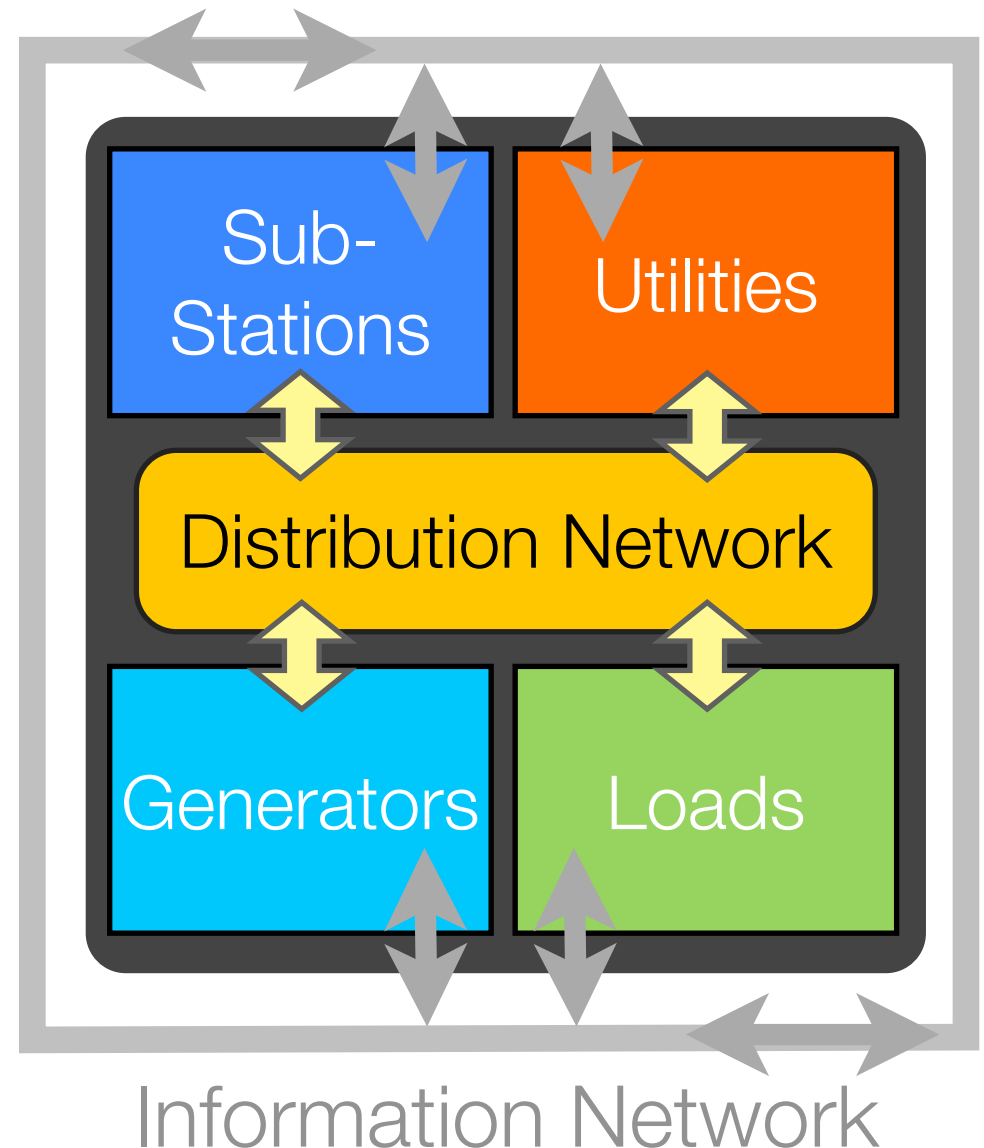 Sub-
Stations
Utilities
Distribution Network
Generators
Loads
Information Network